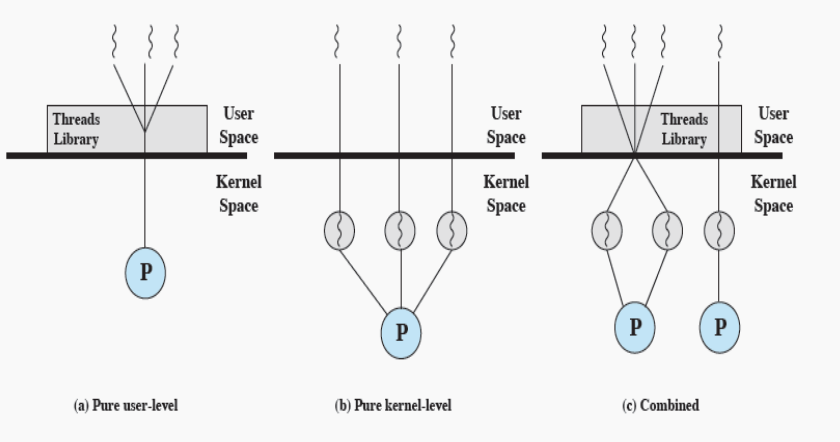 Threads
Library
User
Space
Kernel
Space
P
(a) Pure user-level
User
Space
Kernel
Space
P
(b) Pure kernel-level
Threads
Library
User
Space
Kernel
Space
P
P
(c) Combined